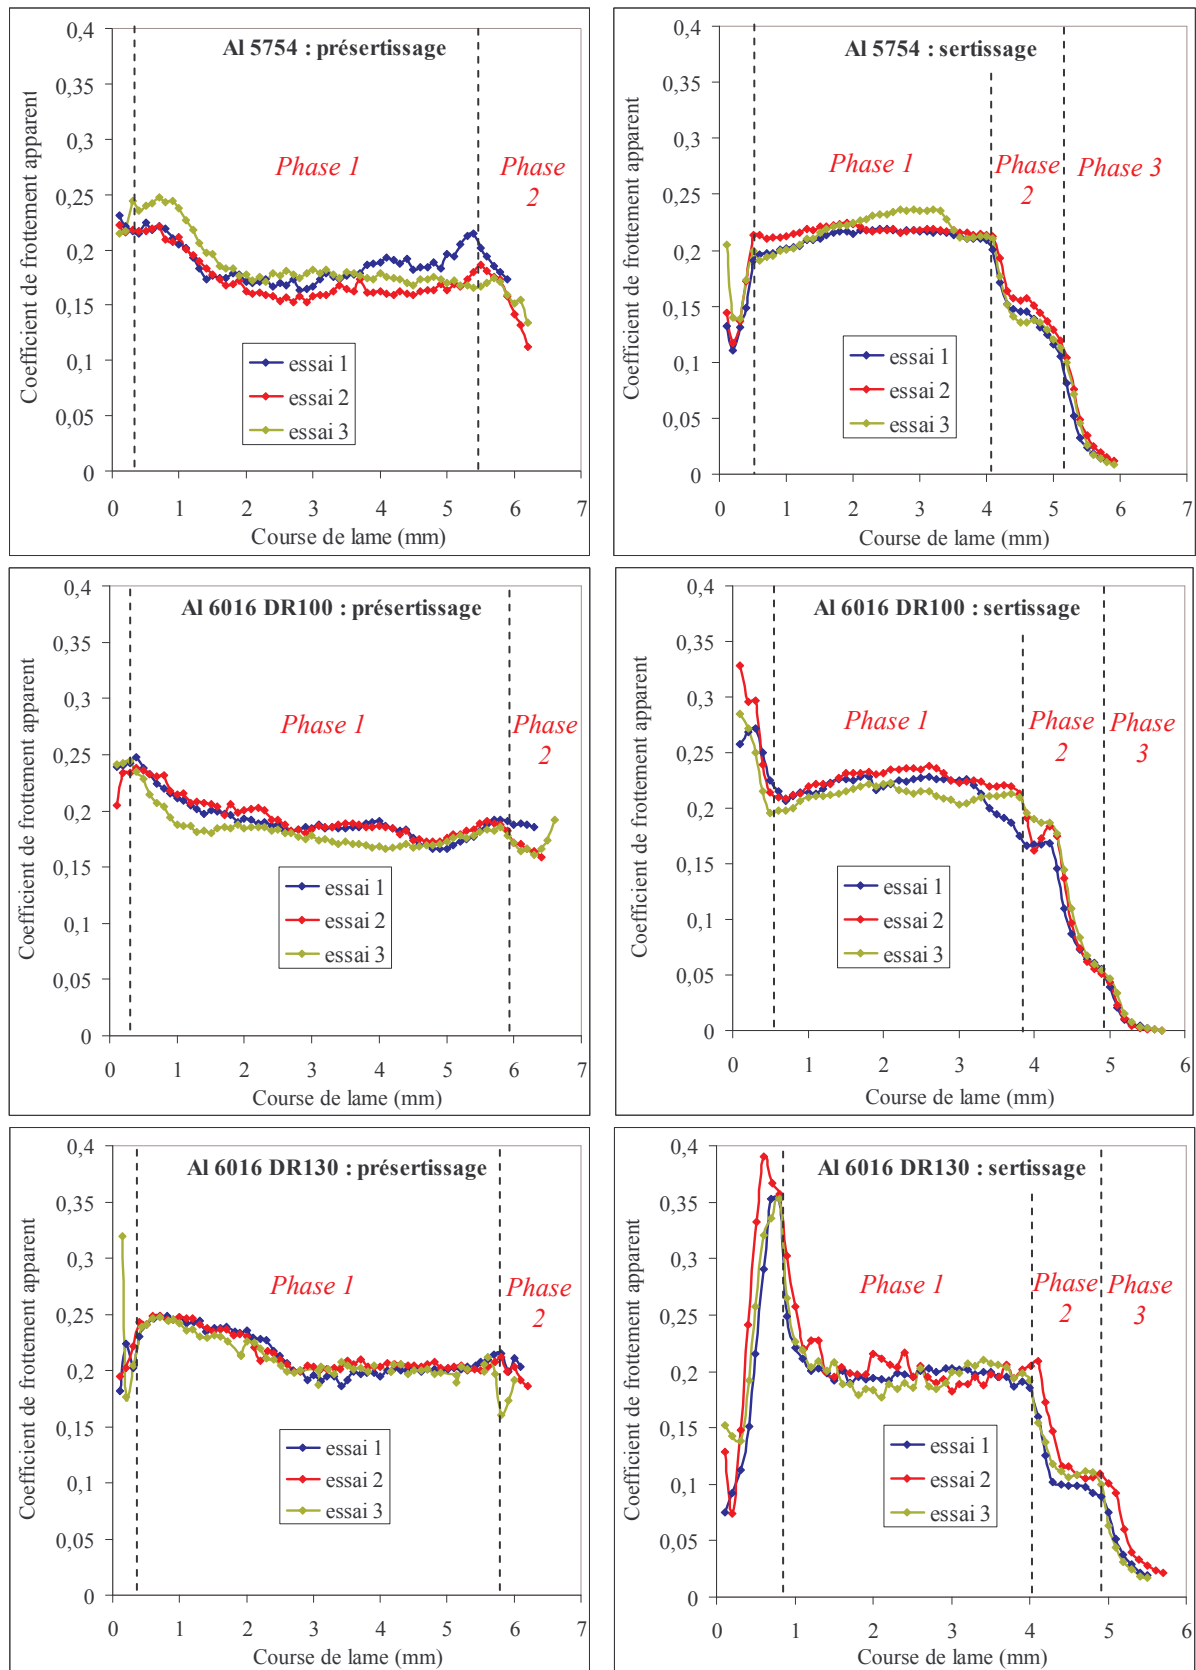 Al 5754 : présertissage
Coefficient de frottement apparent
0,4
0,35
0,3
0,25
0,2
0,15
0,1
0,05
0
Phase 1
Phase
2
essai 1
essai 2
essai 3
0 1 2 3 4 5 6 7
Course de lame (mm)
Al 5754 : sertissage
Coefficient de frottement apparent
0,4
0,35
0,3
0,25
0,2
0,15
0,1
0,05
0
Phase 1
Phase
2
Phase 3
essai 1
essai 2
essai 3
0 1 2 3 4 5 6 7
Course de lame (mm)
Al 6016 DR100 : présertissage
Coefficient de frottement apparent
0,4
0,35
0,3
0,25
0,2
0,15
0,1
0,05
0
Phase 1
Phase
2
essai 1
essai 2
essai 3
0 1 2 3 4 5 6 7
Course de lame (mm)
Al 6016 DR100 : sertissage
Coefficient de frottement apparent
0,4
0,35
0,3
0,25
0,2
0,15
0,1
0,05
0
Phase 1
Phase
2
Phase
3
essai 1
essai 2
essai 3
0 1 2 3 4 5 6
Course de lame (mm)
Al 6016 DR130 : présertissage
Coefficient de frottement apparent
0,4
0,35
0,3
0,25
0,2
0,15
0,1
0,05
0
Phase 1
Phase
2
essai 1
essai 2
essai 3
0 1 2 3 4 5 6 7
Course de lame (mm)
Al 6016 DR130 : sertissage
Coefficient de frottement apparent
0,4
0,35
0,3
0,25
0,2
0,15
0,1
0,05
0
Phase 1
Phase
2
Phase
3
essai 1
essai 2
essai 3
0 1 2 3 4 5 6
Course de lame (mm)